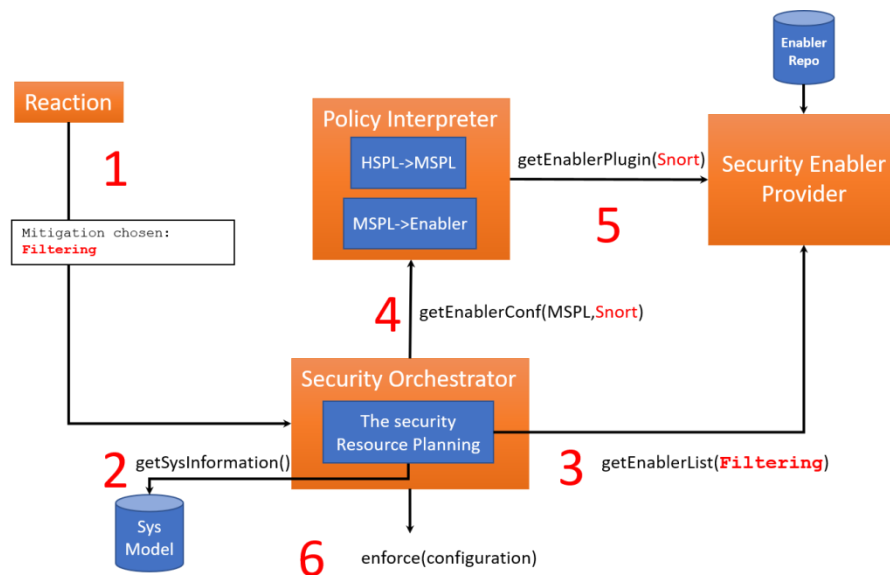 Enabler
Repo
Reaction
Policy Interpreter
HSPL->MSPL
MSPL->Enabler
getEnablerPlugin(Snort)
Security Enabler
Provider
1
5
Mitigation chosen:
Filtering
4
getEnablerConf(MSPL,Snort)
Security Orchestrator
The security
Resource Planning
2
getSysInformation()
3
getEnablerList(Filtering)
Sys
Model
6
enforce(configuration)